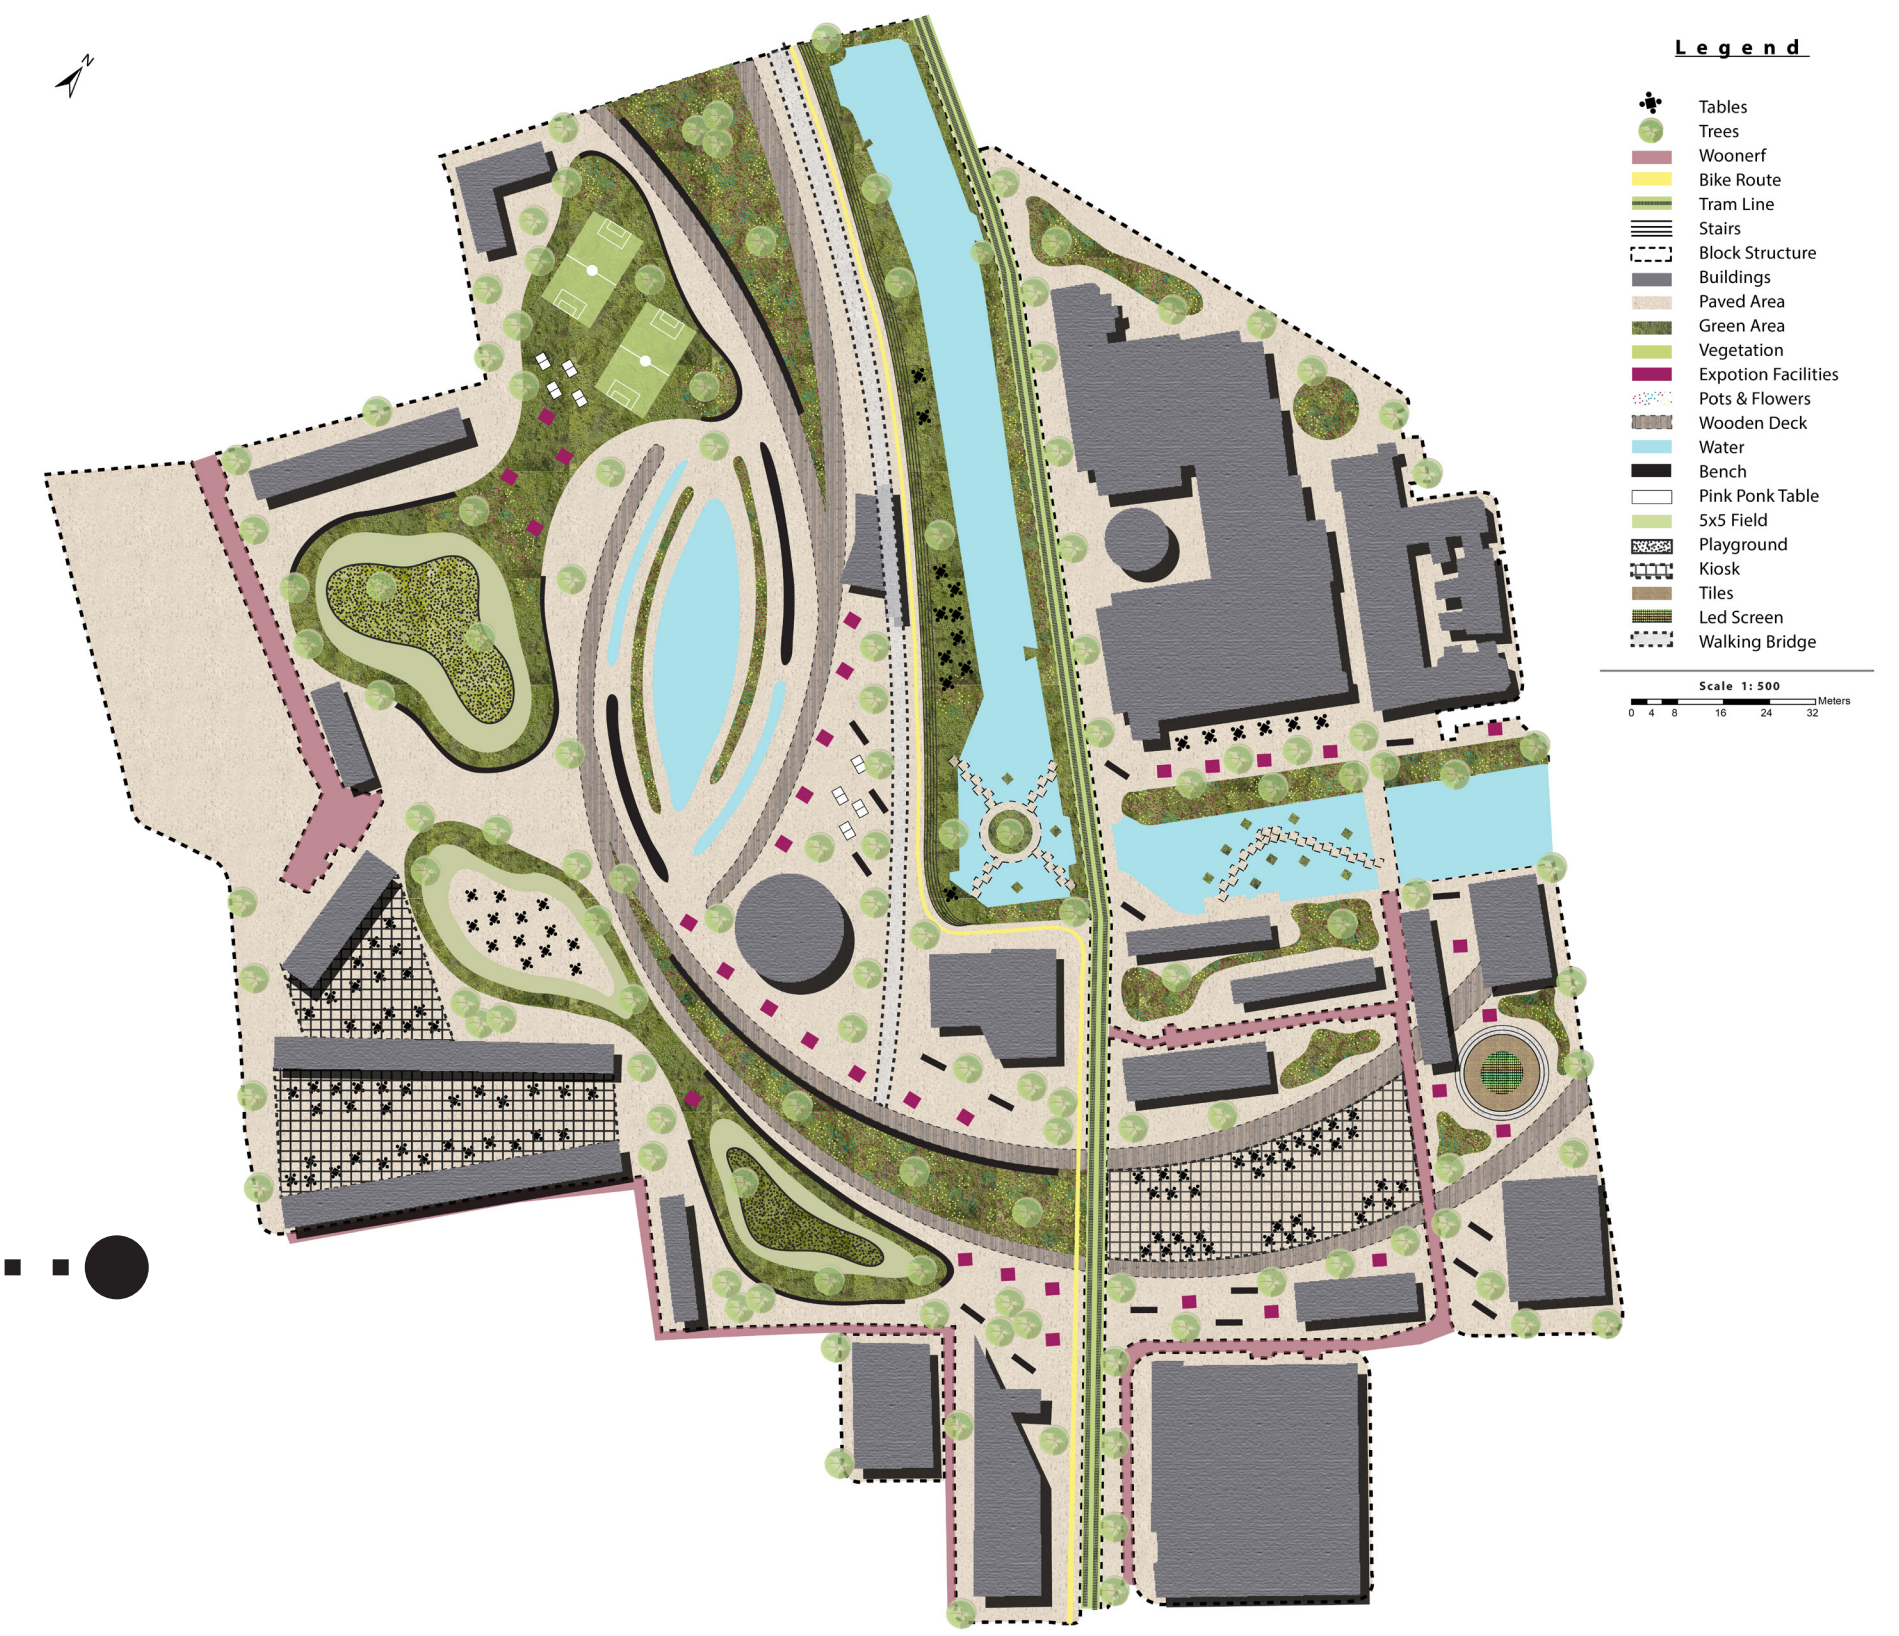 N
Legend
Tables
Trees
Woonerf
Bike Route
Tram Line
Stairs
Block Structure
Buildings
Paved Area
Green Area
Vegetation
Expotion Facilities
Pots & Flowers
Wooden Deck
Water
Bench
Pink Ponk Table
5x5 Field
Playground
Kiosk
Tiles
Led Screen
Walking Bridge
Scale 1: 500
Meters
0 4 8 16 24 32